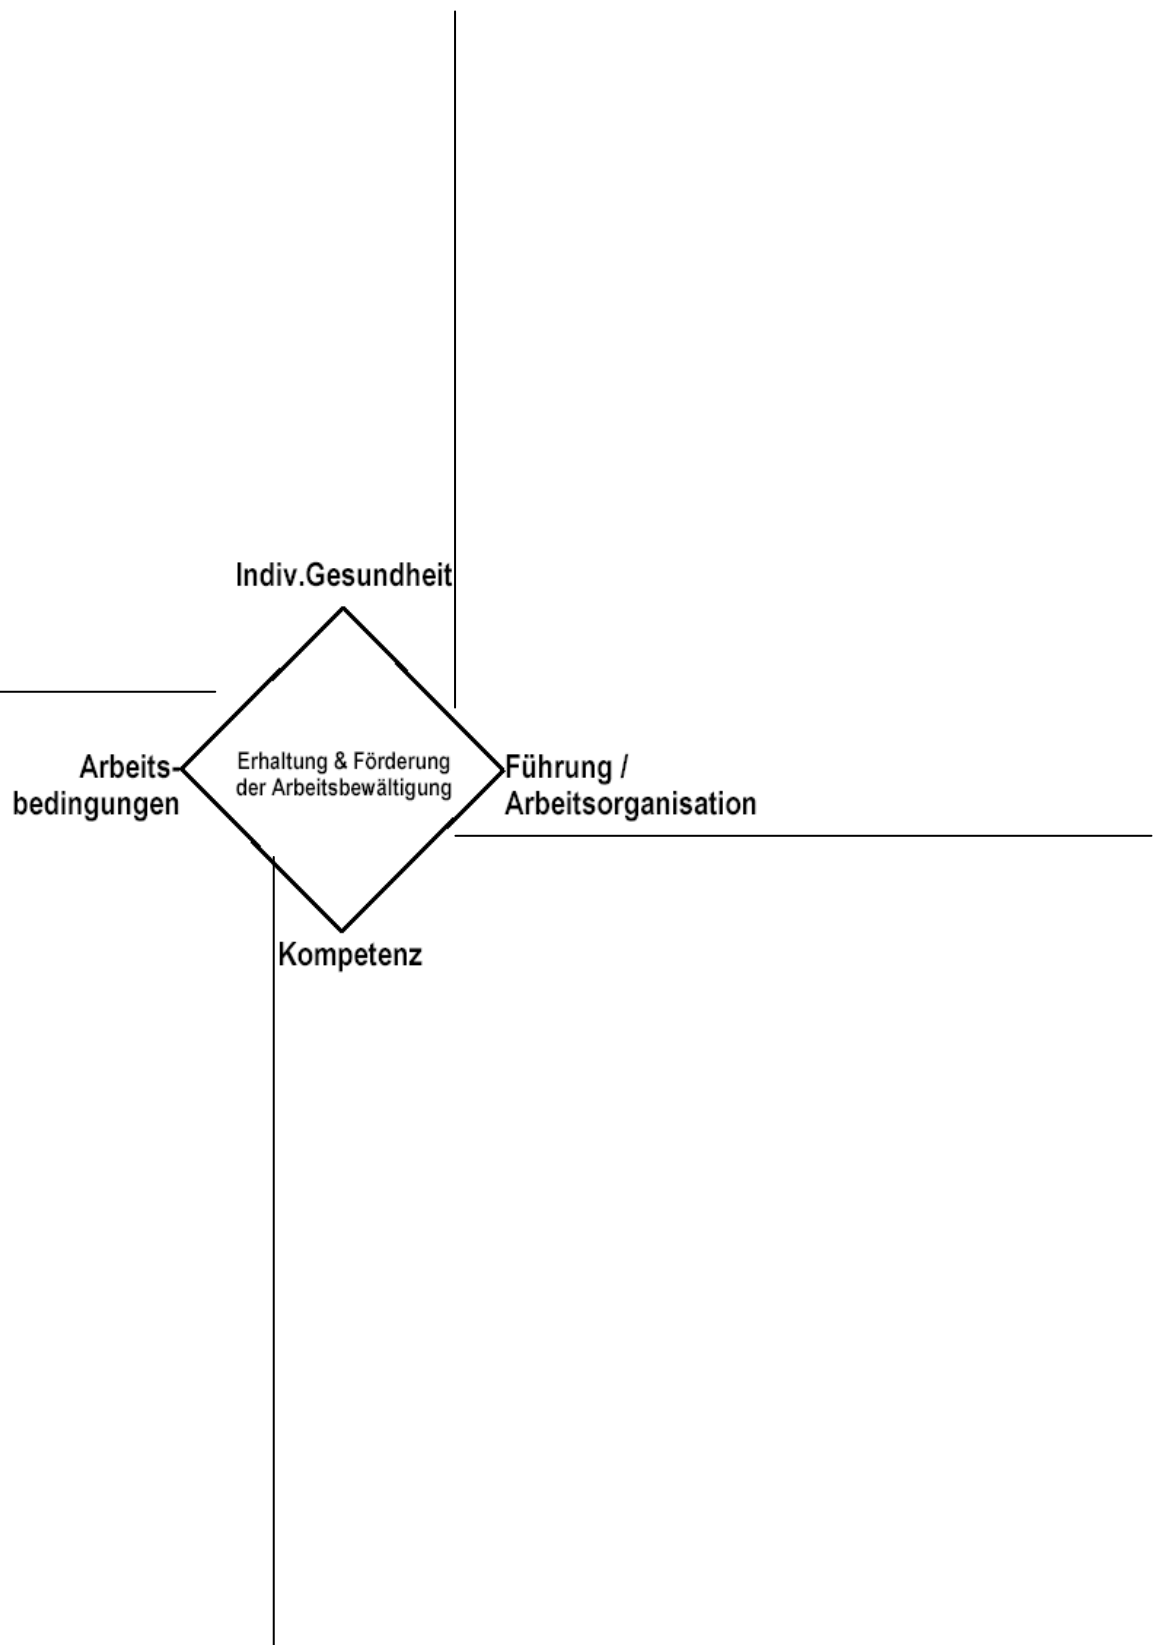 Indiv.Gesundheit
Arbeits-
bedingungen
Erhaltung & Förderung
der Arbeitsbewältigung
Führung /
Arbeitsorganisation
Kompetenz